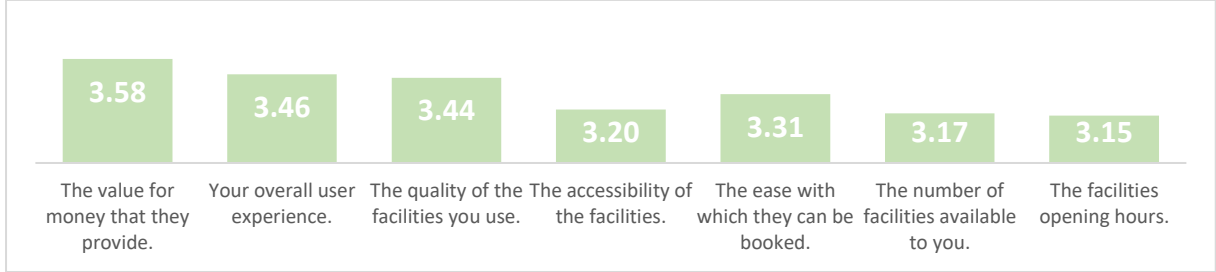 3.58
3.46
3.44
3.20
3.31
3.17
3.15
The value for
money that they
provide.
Your overall user
experience.
The quality of the
facilities you use.
The accessibility of
the facilities.
The ease with
which they can be
booked.
The number of
facilities available
to you.
The facilities
opening hours.